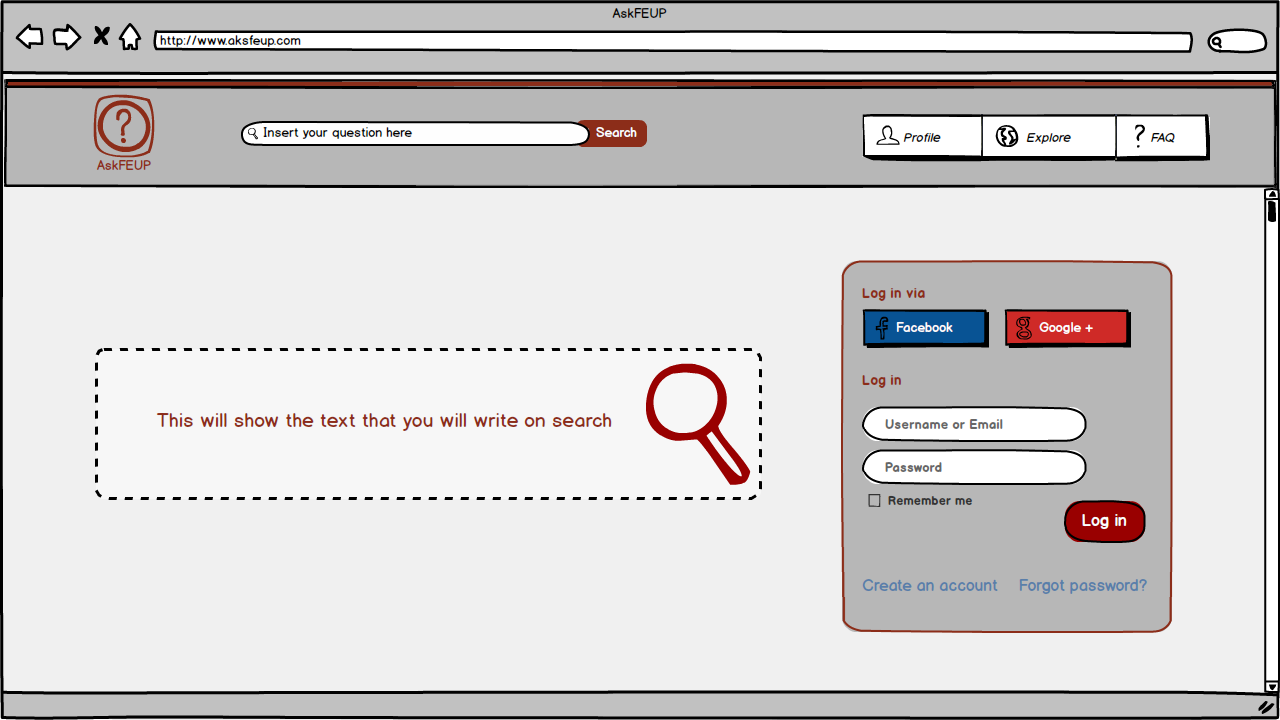 AskFEUP
http://www.aksfeup.com
Insert your question here
Search
Profile
Explore
? FAQ
?
AskFEUP
Log in via
f Facebook
g Google +
Log in
This will show the text that you will write on search
Username or Email
Password
Remember me
Log in
Create an account Forgot password?